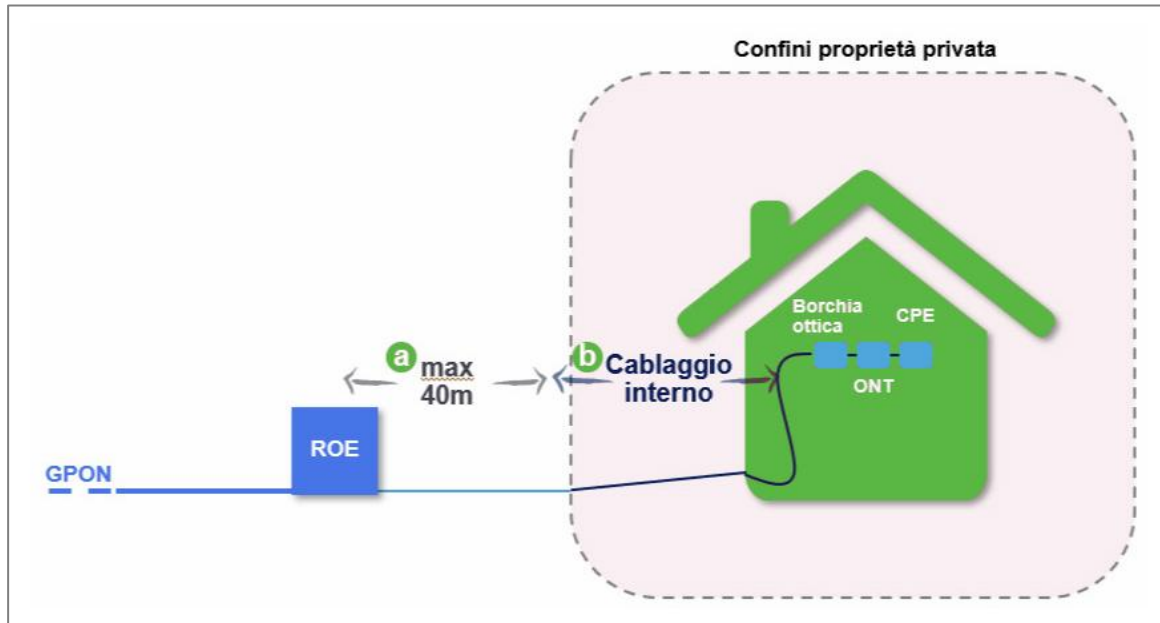 Confini proprietà privata
Borchia
ottica
CPE
ONT
a
max
40m
b
Cablaggio
interno
ROE
GPON